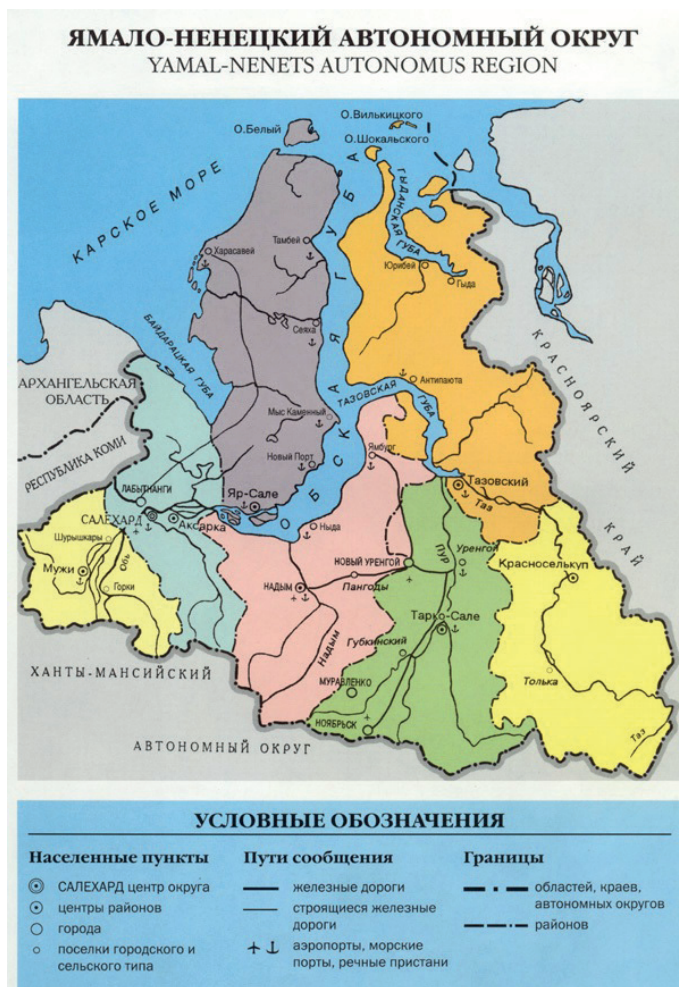 ЯМАЛО-НЕНЕЦКИЙ АВТОНОМНЫЙ ОКРУГ
YAMAL-NENETS AUTONOMUS REGION
О.Белый
О.Вилькицкого
О.Шокальского
КАРСКОЕ МОРЕ
ОБСКАЯ ГУБА
ГЫДАНСКАЯ ГУБА
Тамбей
Харасавей
Юрибей
Гыда
Сеяха
БАЙДАРАЦКАЯ ГУБА
КРАСНОЯРСКИЙ
КРАЙ
АРХАНГЕЛЬСКАЯ
ОБЛАСТЬ
Антипаюта
ТАЗОВСКАЯ ГУБА
Мыс Каменный
РЕСПУБЛИКА КОМИ
Ямбург
Новый Порт
ЛАБЫТНАНГИ
Яр-Сале
Тазовский
Таз
САЛЕХАРД
Аксарка
Ныда
Шурышкары
Обь
НОВЫЙ УРЕНГОЙ
ПУР
Уренгой
Красноселькуп
Мужи
Горки
НАДЫМ
Пангоды
Тарко-Сале
Надым
Губкинский
ХАНТЫ-МАНСИЙСКИЙ
МУРАВЛЕНКО
Толька
НОЯБРЬСК
Таз
АВТОНОМНЫЙ ОКРУГ
УСЛОВНЫЕ ОБОЗНАЧЕНИЯ
Населенные пункты
САЛЕХАРД центр округа
центры районов
города
поселки городского и
сельского типа
Пути сообщения
железные дороги
строящиеся железные
дороги
аэропорты, морские
порты, речные пристани
Границы
областей, краев,
автономных округов
районов